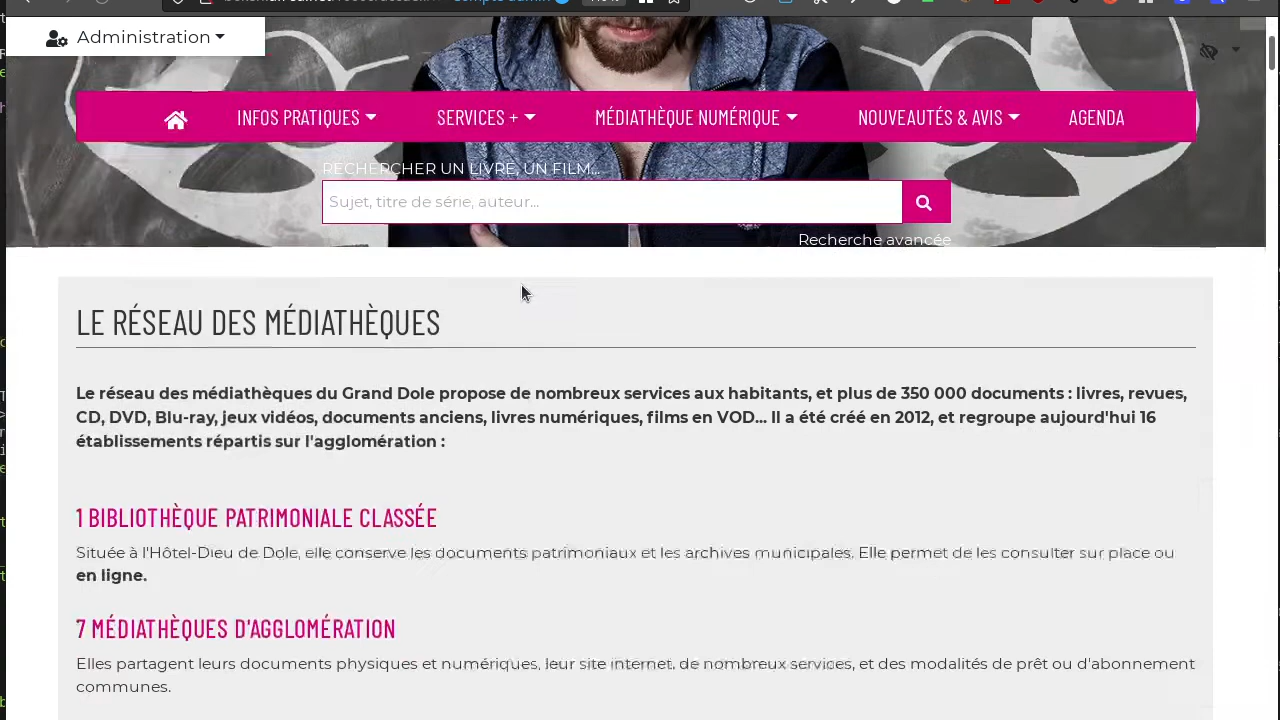 Administration
INFOS PRATIQUES
SERVICES +
MÉDIATHÈQUE NUMÉRIQUE
NOUVEAUTÉS & AVIS
AGENDA
RECHERCHER UN LIVRE, UN FILM...
Sujet, titre de série, auteur...
Recherche avancée
LE RÉSEAU DES MÉDIATHÈQUES
Le réseau des médiathèques du Grand Dole propose de nombreux services aux habitants, et plus de 350 000 documents : livres, revues,
CD, DVD, Blu-ray, jeux vidéos, documents anciens, livres numériques, films en VOD... Il a été créé en 2012, et regroupe aujourd'hui 16
établissements répartis sur l'agglomération :
1 BIBLIOTHÈQUE PATRIMONIALE CLASSÉE
Située à l'Hôtel-Dieu de Dole, elle conserve les documents patrimoniaux et les archives municipales. Elle permet de les consulter sur place ou
en ligne.
7 MÉDIATHÈQUES D'AGGLOMÉRATION
Elles partagent leurs documents physiques et numériques, leur site internet, de nombreux services, et des modalités de prêt ou d'abonnement
communes.